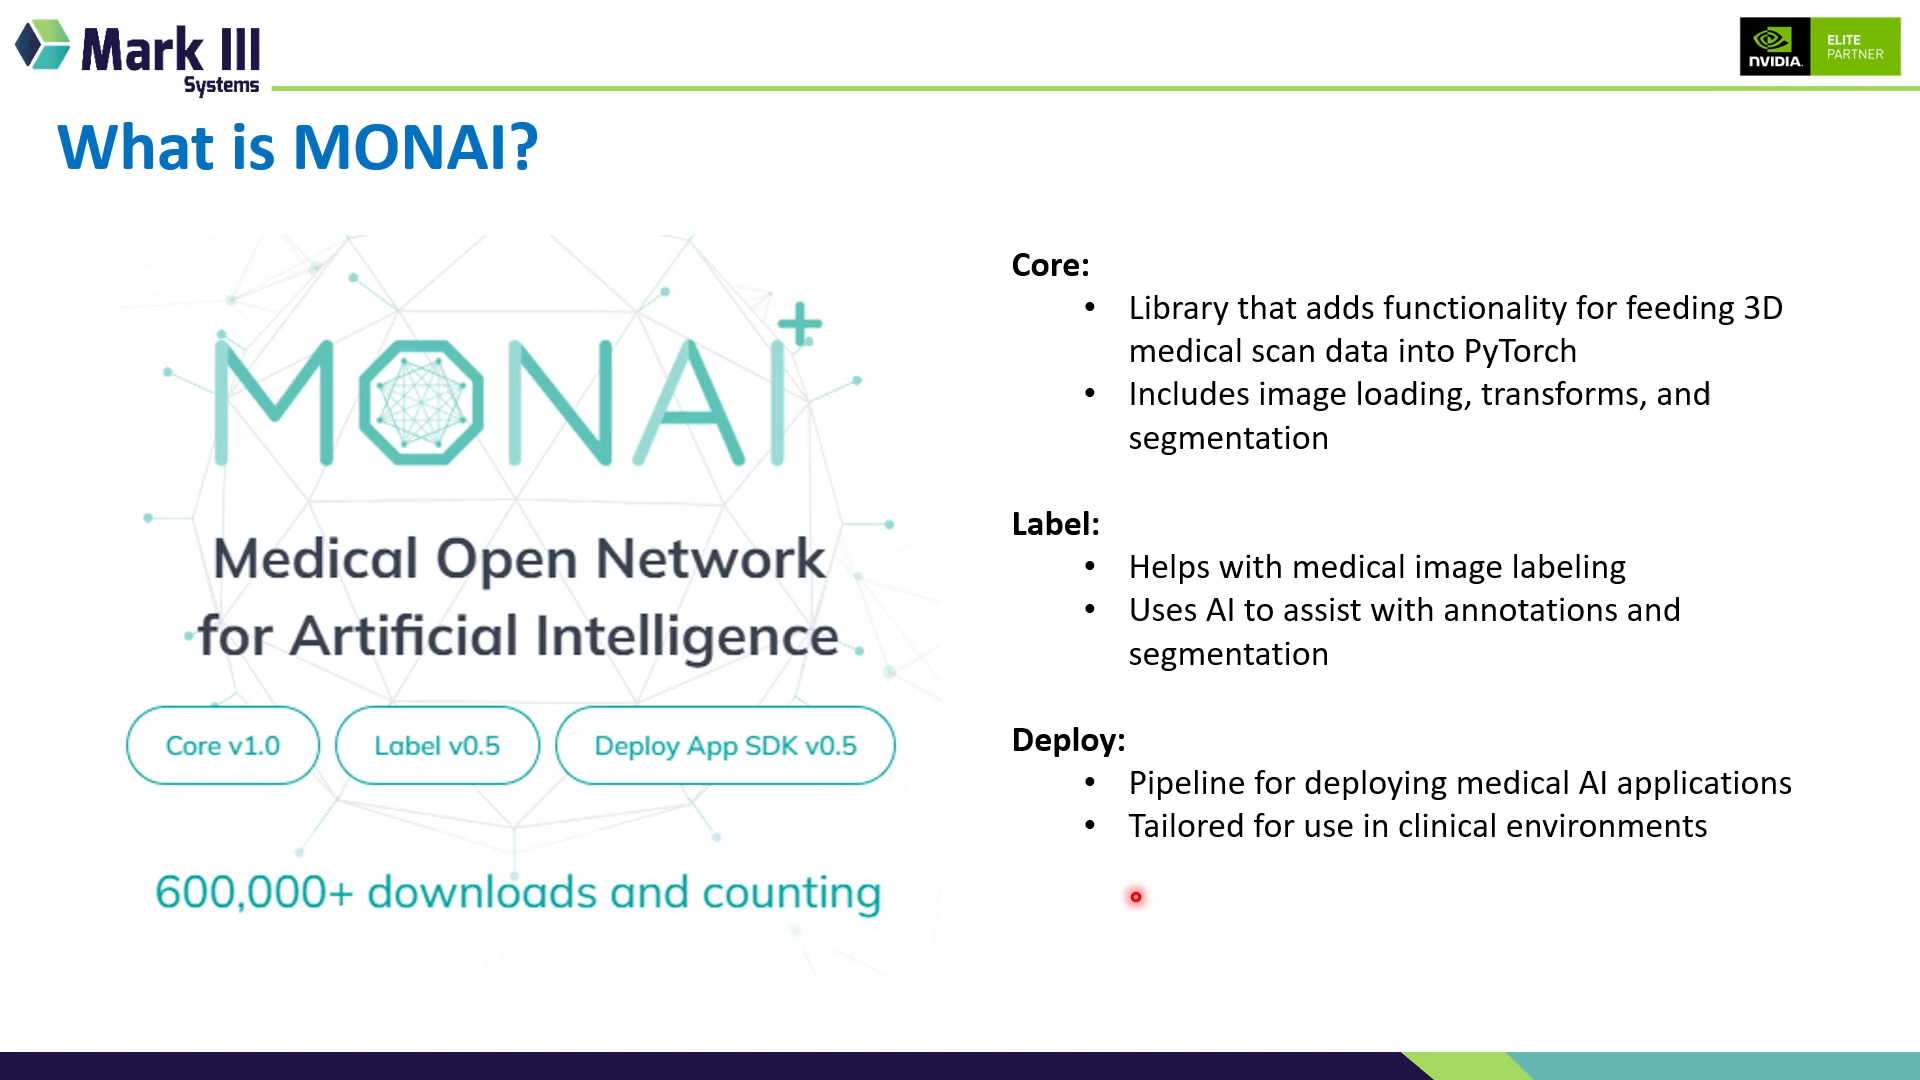 Mark III
Systems
NVIDIA.
ELITE
PARTNER
What is MONAI?
MONAI
Medical Open Network
for Artificial Intelligence
Core v1.0
Label v0.5
Deploy App SDK v0.5
600,000+ downloads and counting
Core:
• Library that adds functionality for feeding 3D
medical scan data into PyTorch
• Includes image loading, transforms, and
segmentation
Label:
• Helps with medical image labeling
• Uses AI to assist with annotations and
segmentation
Deploy:
• Pipeline for deploying medical AI applications
• Tailored for use in clinical environments